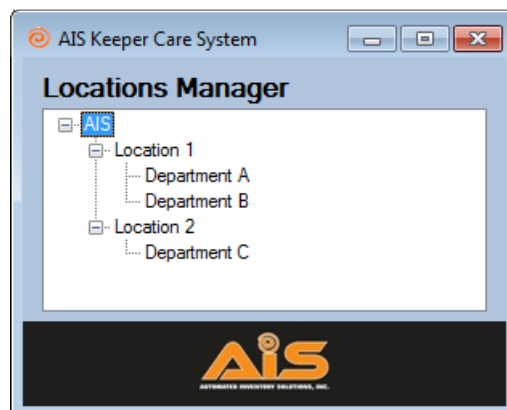 AIS Keeper Care System
Locations Manager
AIS
Location 1
Department A
Department B
Location 2
Department C
AiS
AUTOMATED INVENTORY SOLUTIONS, INC.